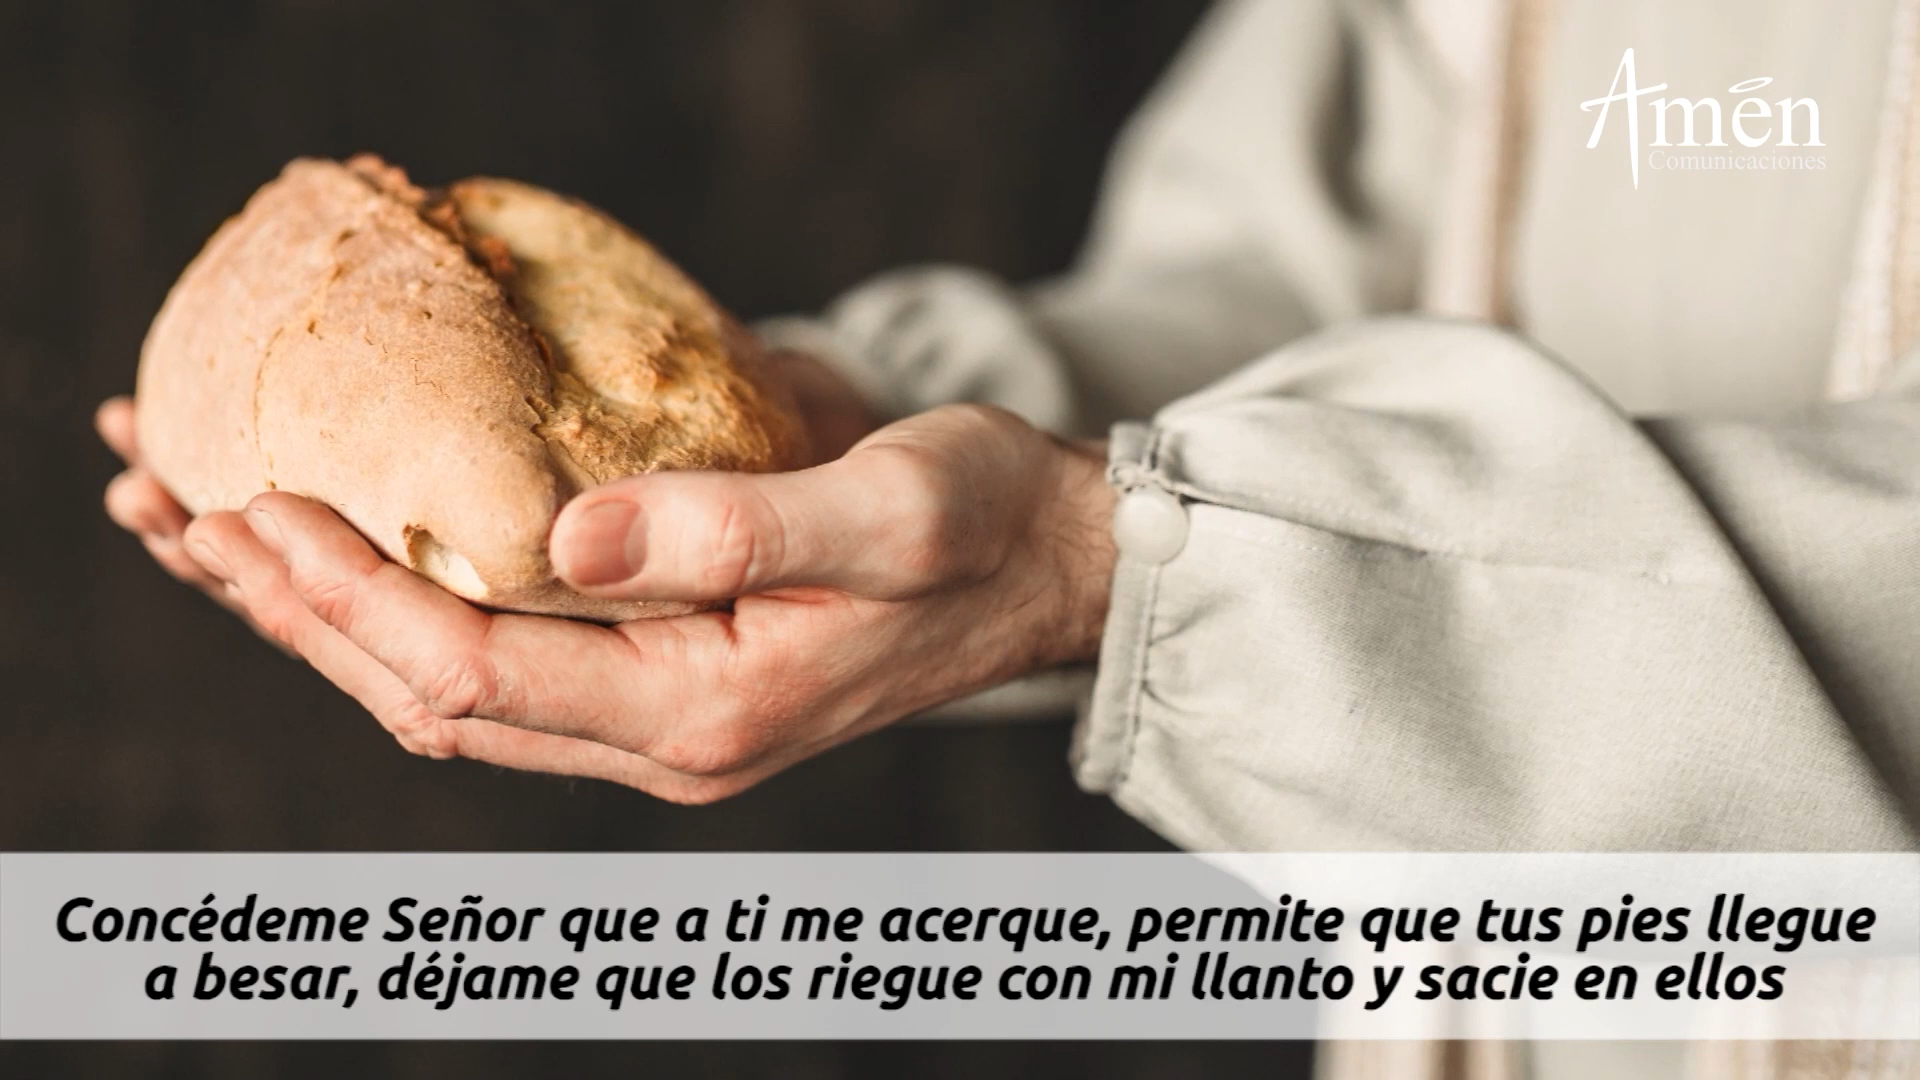 Amén
Comunicaciones
Concédeme Señor que a ti me acerque, permite que tus pies llegue
a besar, déjame que los riegue con mi llanto y sacie en ellos